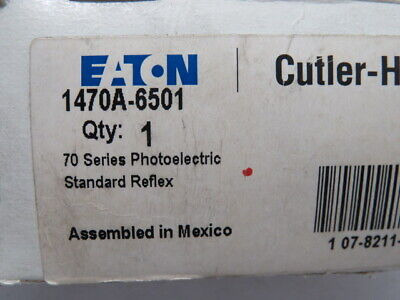 EATON
Cutler-H
1470A-6501
Qty: 1
70 Series Photoelectric
Standard Reflex
Assembled in Mexico
1 07-8211-